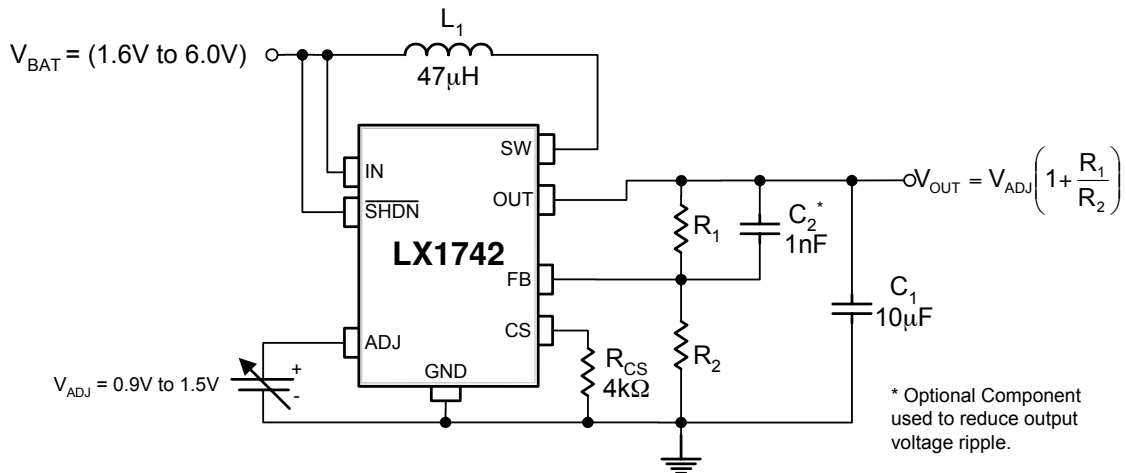 L1
VBAT = (1.6V to 6.0V)
47μH
SW
IN
OUT
VOUT = VADJ(1+R1/R2)
SHDN
R1
C2*
1nF
LX1742
FB
C1
10μF
CS
ADJ
R2
RCS
4kΩ
GND
VADJ = 0.9V to 1.5V
+
-
* Optional Component
used to reduce output
voltage ripple.